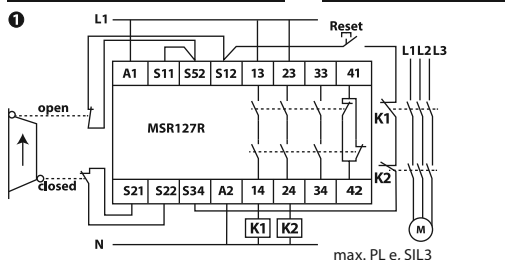 1
L1
Reset
L1 L2 L3
A1 S11 S52 S12 13 23 33 41
open
MSR127R
K1
closed
K2
S21 S22 S34 A2 14 24 34 42
K1 K2
M
N
max. PL e, SIL3